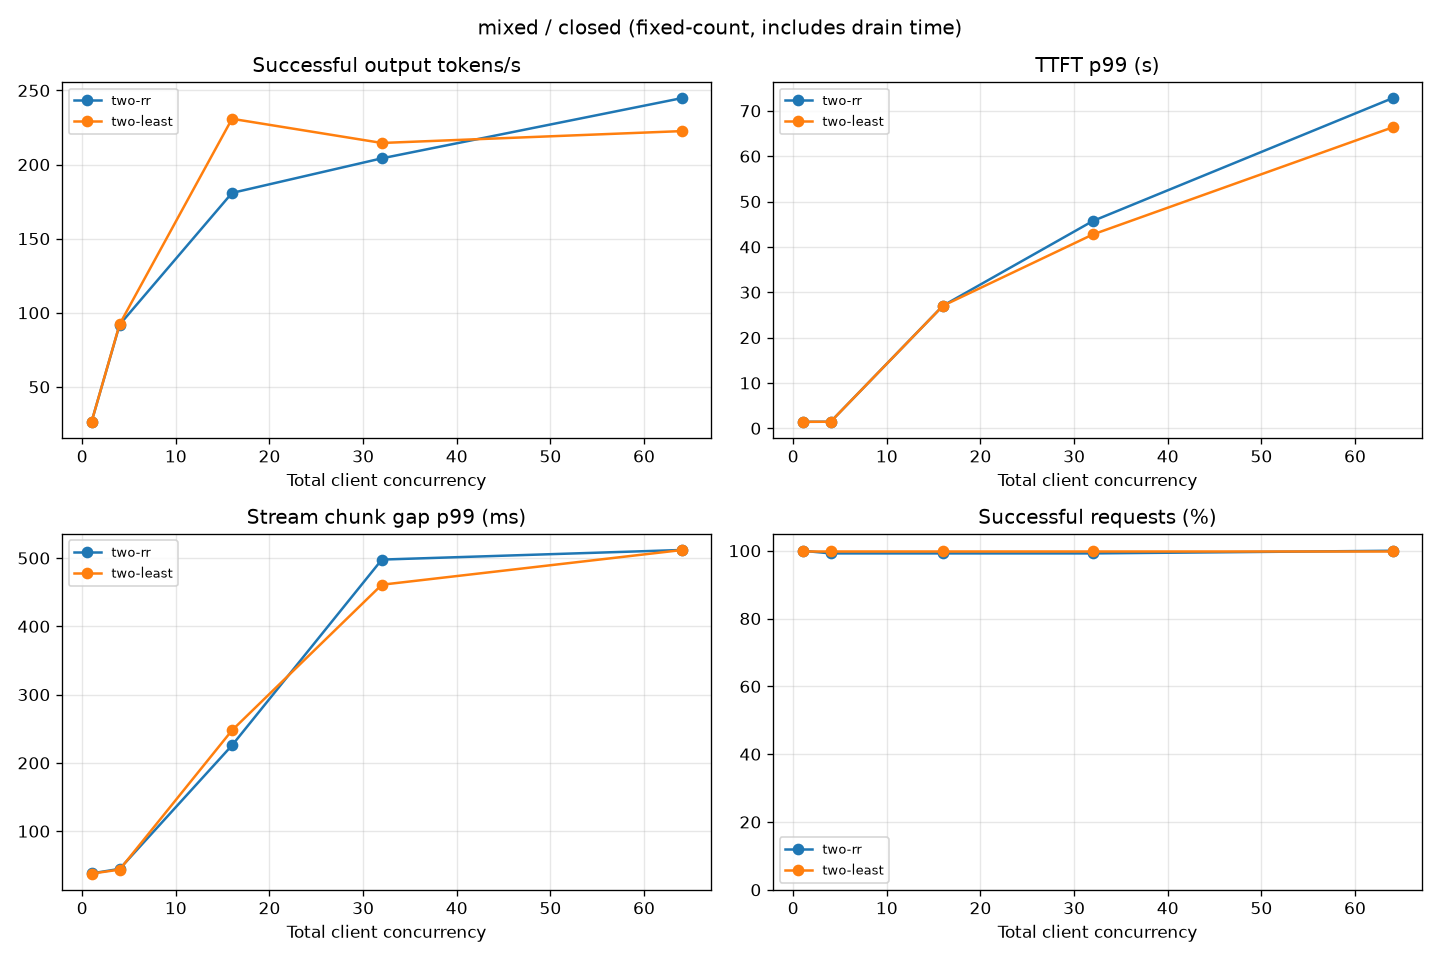 mixed / closed (fixed-count, includes drain time)
Successful output tokens/s
two-rr
two-least
250
200
150
100
50
0 10 20 30 40 50 60
Total client concurrency
TTFT p99 (s)
two-rr
two-least
70
60
50
40
30
20
10
0
0 10 20 30 40 50 60
Total client concurrency
Stream chunk gap p99 (ms)
two-rr
two-least
500
400
300
200
100
0 10 20 30 40 50 60
Total client concurrency
Successful requests (%)
100
80
60
40
20
0
two-rr
two-least
0 10 20 30 40 50 60
Total client concurrency